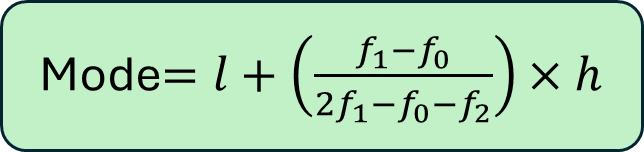 Mode= l + ( (f₁−f₀) / (2f₁−f₀−f₂) ) × h